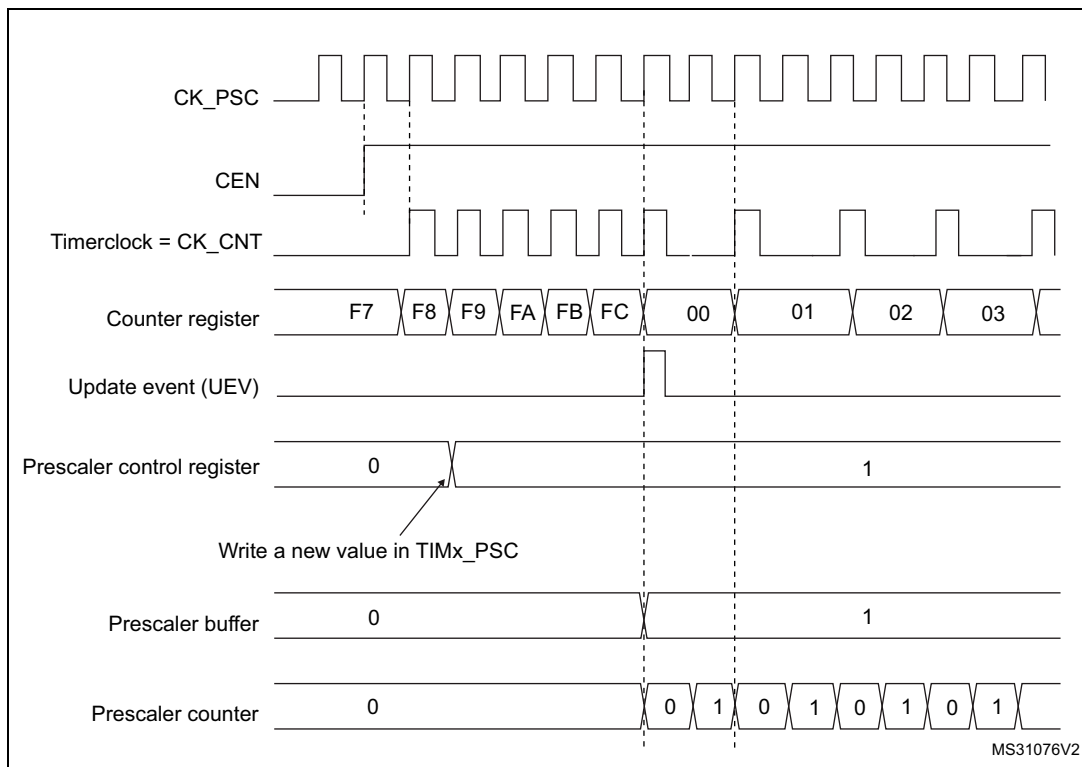 CK_PSC
CEN
Timerclock = CK_CNT
Counter register F7 F8 F9 FA FB FC 00 01 02 03
Update event (UEV)
Prescaler control register 0 1
Write a new value in TIMx_PSC
Prescaler buffer 0 1
Prescaler counter 0 0 1 0 1 0 1 0 1
MS31076V2